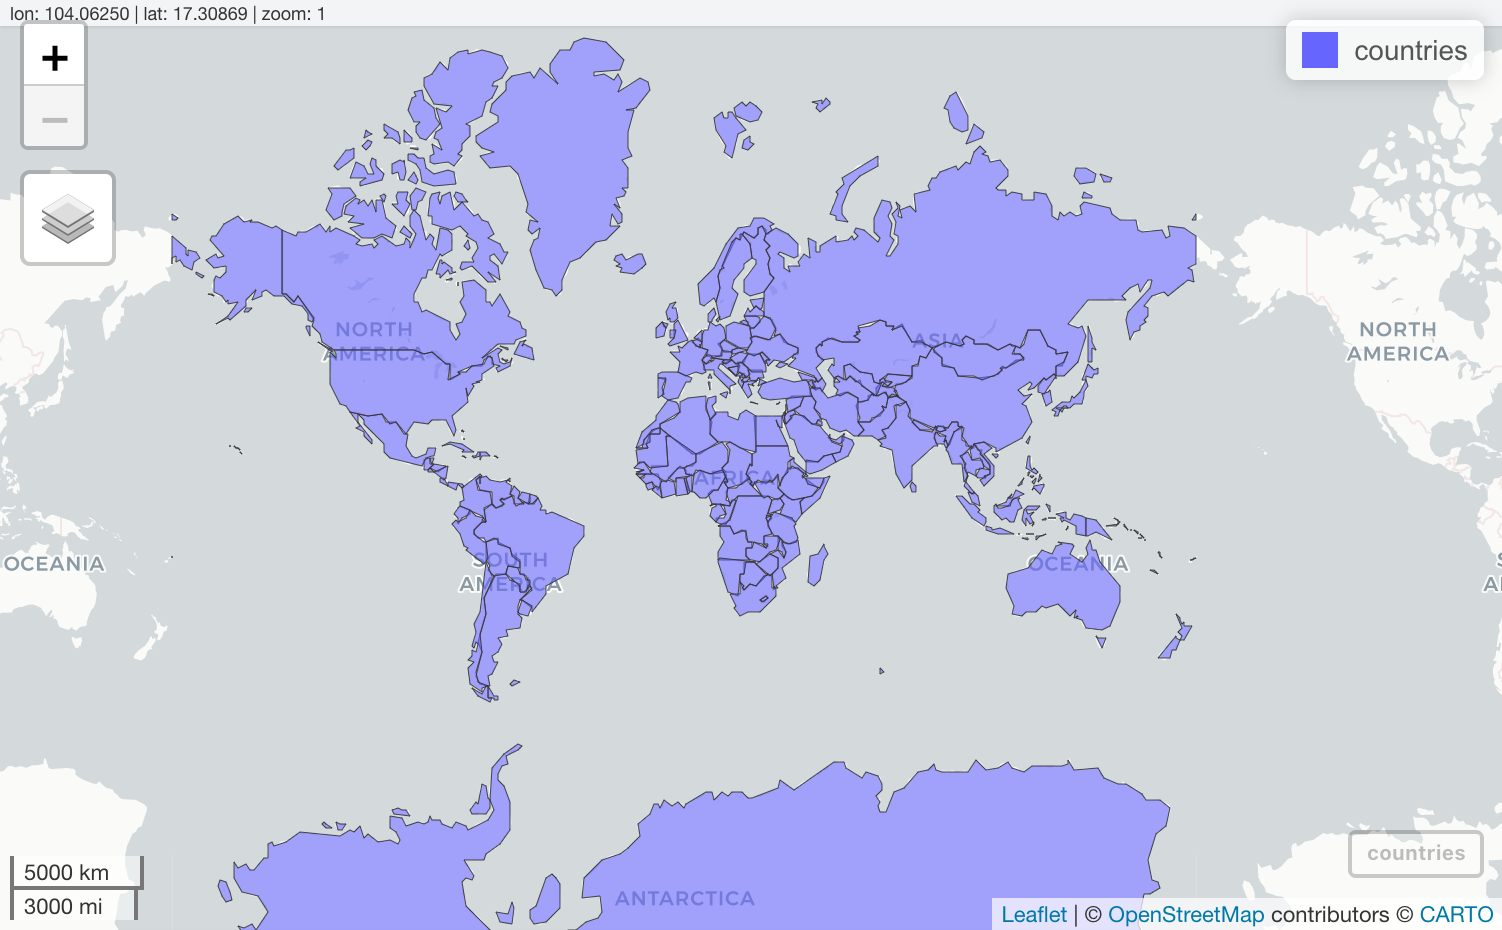 lon: 104.06250 | lat: 17.30869 | zoom: 1
+
−
countries
NORTH
AMERICA
ASIA
NORTH
AMERICA
AFRICA
OCEANIA
SOUTH
AMERICA
OCEANIA
S
A
ANTARCTICA
countries
5000 km
3000 mi
Leaflet | © OpenStreetMap contributors © CARTO